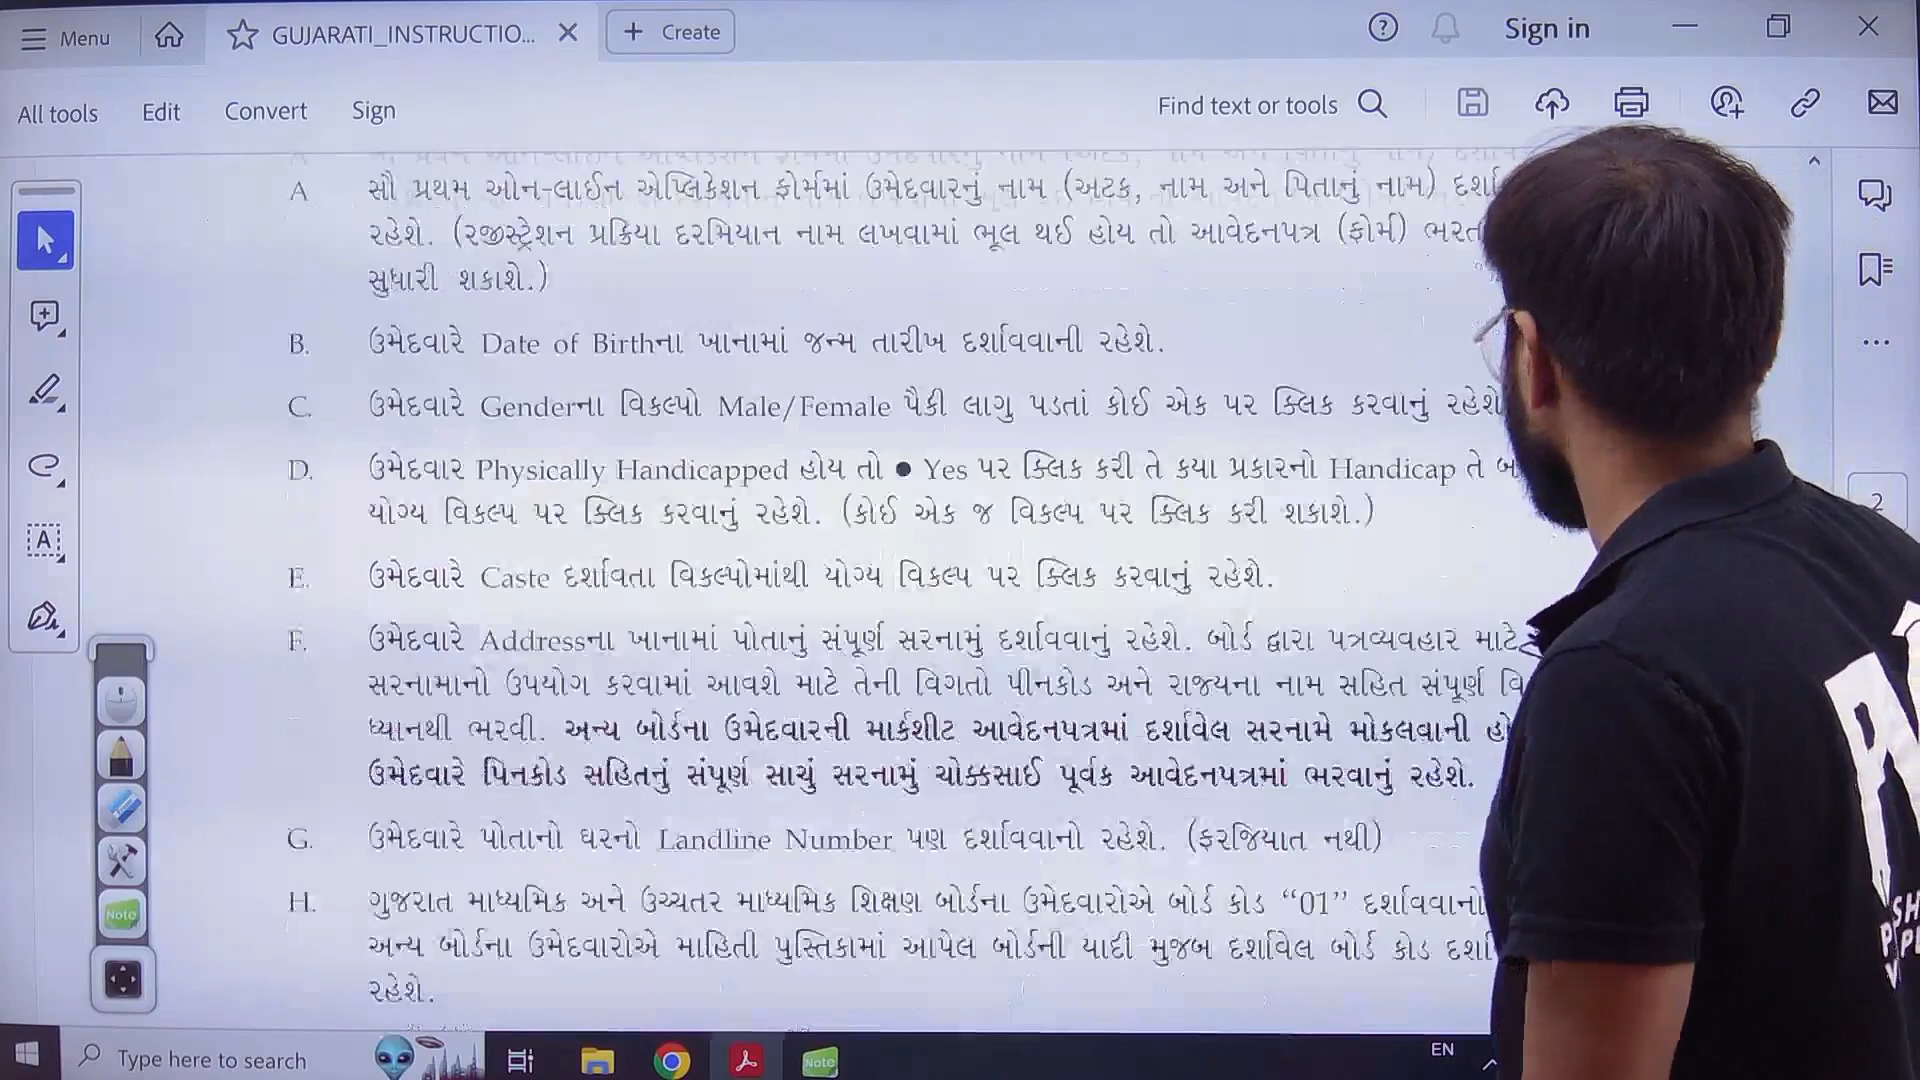 Menu
GUJARATI_INSTRUCTIO...
Create
Sign in
All tools
Edit
Convert
Sign
Find text or tools
A સૌ પ્રથમ ઓન-લાઈન એપ્લિકેશન ફોર્મમાં ઉમેદવારનું નામ (અટક, નામ અને પિતાનું નામ)
રહેશે. (રજીસ્ટ્રેશન પ્રક્રિયા દરમિયાન નામ લખવામાં ભૂલ થઈ હોય તો આવેદનપત્ર (ફોર્મ)
સુધારી શકાશે.)
B. ઉમેદવારે Date of Birthના ખાનામાં જન્મ તારીખ દર્શાવવાની રહેશે.
C. ઉમેદવારે Genderના વિકલ્પો Male/Female પૈકી લાગુ પડતાં કોઈ એક પર ક્લિક કરવાનું રહેશે
D. ઉમેદવાર Physically Handicapped હોય તો ● Yes પર ક્લિક કરી તે કયા પ્રકારનો Handicap તે
યોગ્ય વિકલ્પ પર ક્લિક કરવાનું રહેશે. (કોઈ એક જ વિકલ્પ પર ક્લિક કરી શકાશે.)
E. ઉમેદવારે Caste દર્શાવતા વિકલ્પોમાંથી યોગ્ય વિકલ્પ પર ક્લિક કરવાનું રહેશે.
F. ઉમેદવારે Addressના ખાનામાં પોતાનું સંપૂર્ણ સરનામું દર્શાવવાનું રહેશે. બોર્ડ દ્વારા પત્રવ્યવહાર માટે
સરનામાનો ઉપયોગ કરવામાં આવશે માટે તેની વિગતો પીનકોડ અને રાજ્યના નામ સહિત સંપૂર્ણ
ધ્યાનથી ભરવી. અન્ય બોર્ડના ઉમેદવારની માર્કશીટ આવેદનપત્રમાં દર્શાવેલ સરનામે મોકલવાની
ઉમેદવારે પિનકોડ સહિતનું સંપૂર્ણ સાચું સરનામું ચોક્કસાઈ પૂર્વક આવેદનપત્રમાં ભરવાનું રહેશે.
G. ઉમેદવારે પોતાનો ઘરનો Landline Number પણ દર્શાવવાનો રહેશે. (ફરજિયાત નથી)
H. ગુજરાત માધ્યમિક અને ઉચ્ચતર માધ્યમિક શિક્ષણ બોર્ડના ઉમેદવારોએ બોર્ડ કોડ “01” દર્શાવવાનો
અન્ય બોર્ડના ઉમેદવારોએ માહિતી પુસ્તિકામાં આપેલ બોર્ડની યાદી મુજબ દર્શાવેલ બોર્ડ કોડ
રહેશે.
2
Note
Type here to search
Note
EN